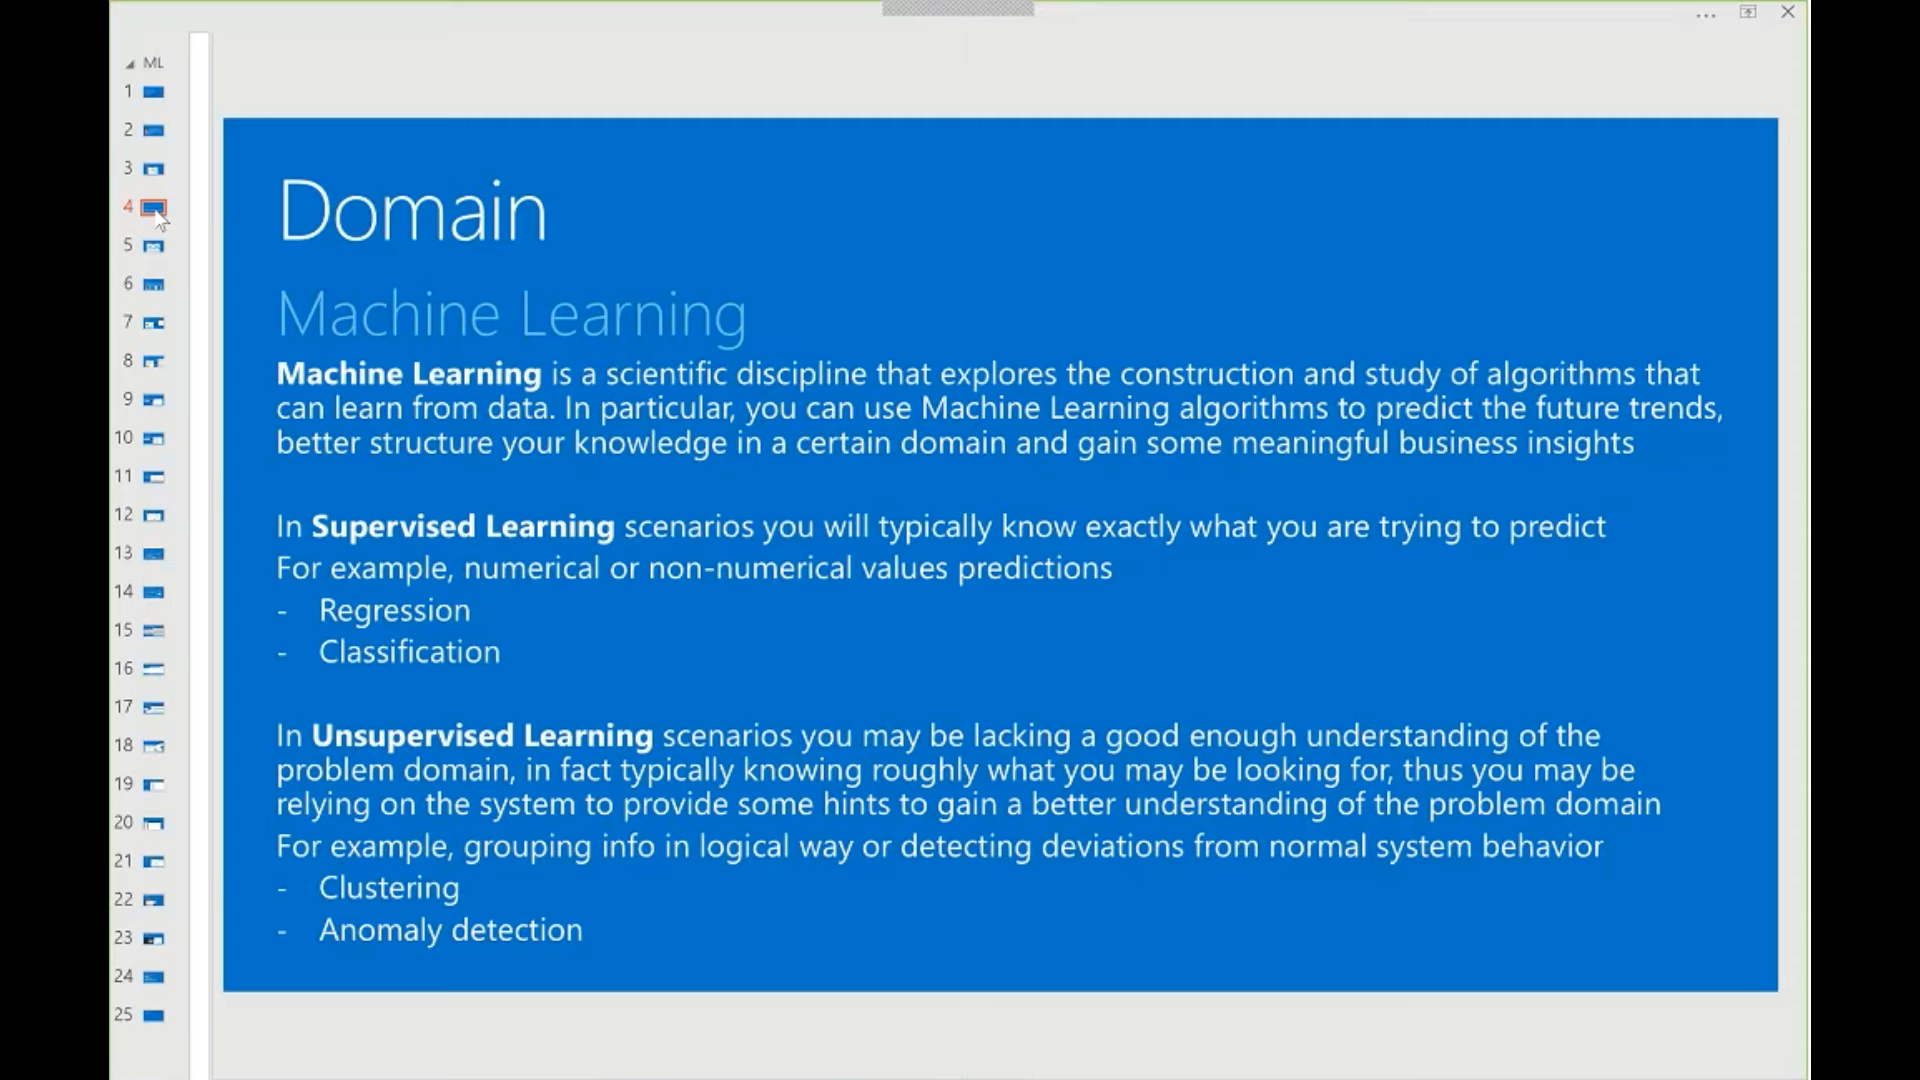 ML
1
2
3
4
5
6
7
8
9
10
11
12
13
14
15
16
17
18
19
20
21
22
23
24
25
Domain
Machine Learning
Machine Learning is a scientific discipline that explores the construction and study of algorithms that
can learn from data. In particular, you can use Machine Learning algorithms to predict the future trends,
better structure your knowledge in a certain domain and gain some meaningful business insights
In Supervised Learning scenarios you will typically know exactly what you are trying to predict
For example, numerical or non-numerical values predictions
- Regression
- Classification
In Unsupervised Learning scenarios you may be lacking a good enough understanding of the
problem domain, in fact typically knowing roughly what you may be looking for, thus you may be
relying on the system to provide some hints to gain a better understanding of the problem domain
For example, grouping info in logical way or detecting deviations from normal system behavior
- Clustering
- Anomaly detection